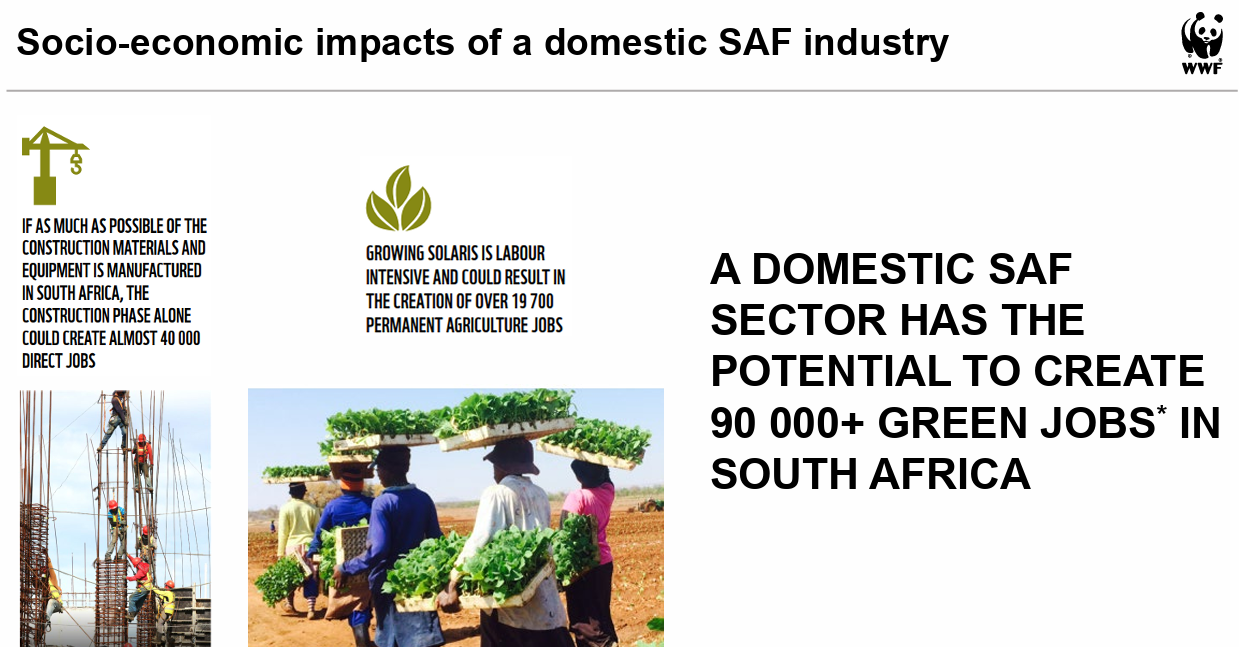 Socio-economic impacts of a domestic SAF industry
WWF
IF AS MUCH AS POSSIBLE OF THE
CONSTRUCTION MATERIALS AND
EQUIPMENT IS MANUFACTURED
IN SOUTH AFRICA, THE
CONSTRUCTION PHASE ALONE
COULD CREATE ALMOST 40 000
DIRECT JOBS
GROWING SOLARIS IS LABOUR
INTENSIVE AND COULD RESULT IN
THE CREATION OF OVER 19 700
PERMANENT AGRICULTURE JOBS
A DOMESTIC SAF
SECTOR HAS THE
POTENTIAL TO CREATE
90 000+ GREEN JOBS* IN
SOUTH AFRICA